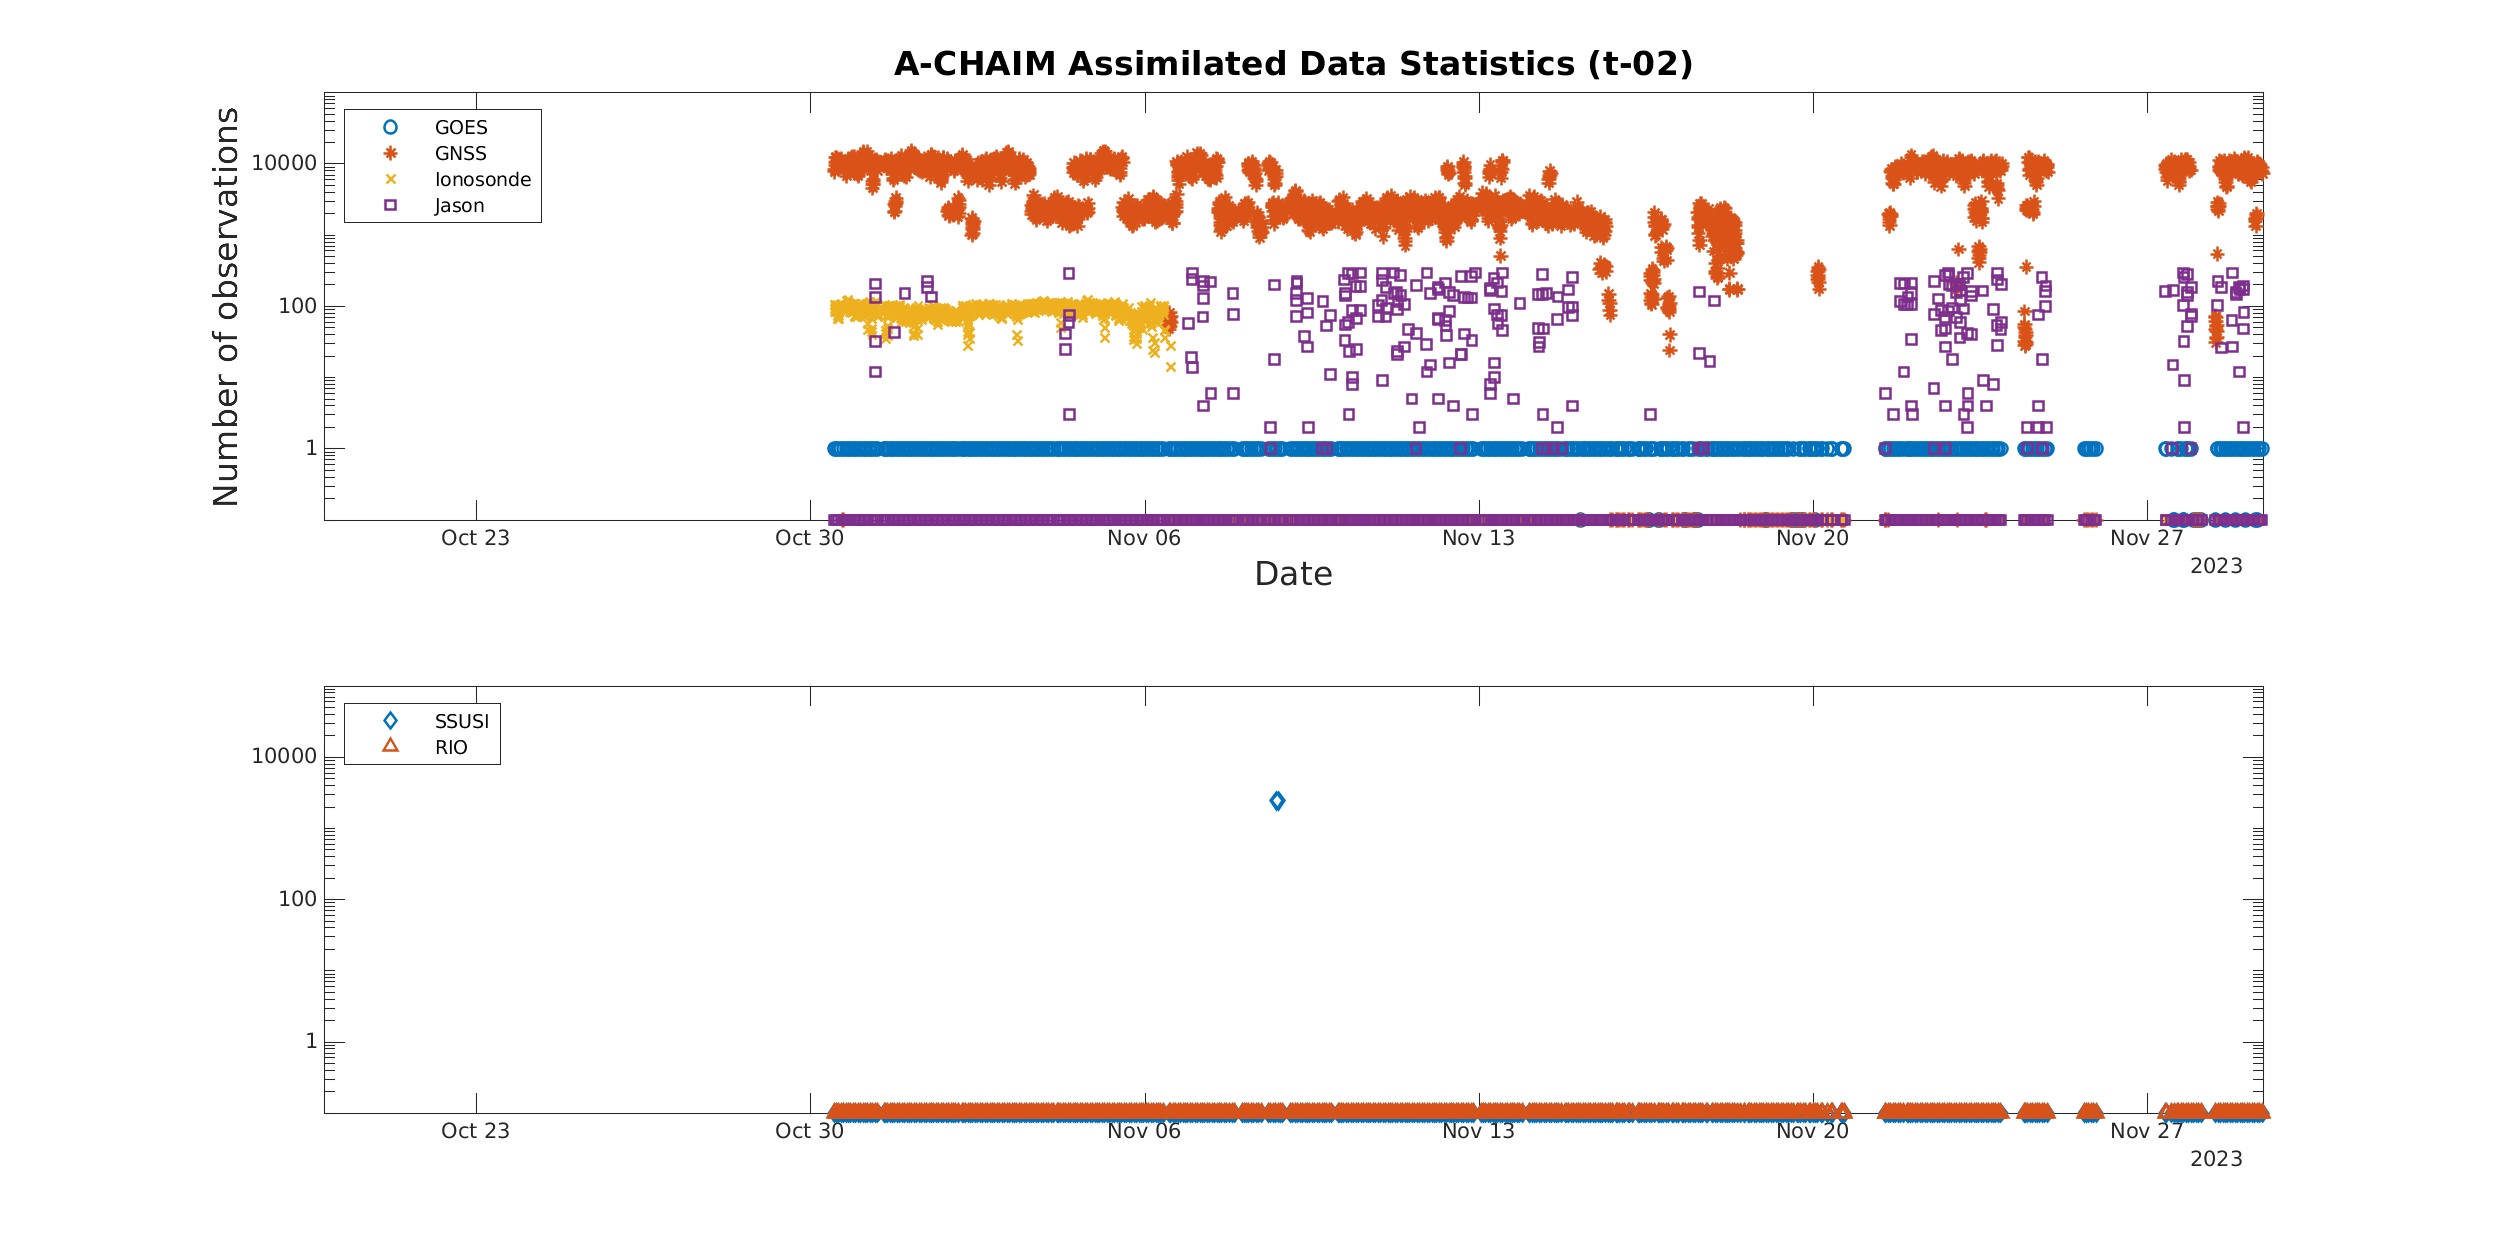 A-CHAIM Assimilated Data Statistics (t-02)
GOES
GNSS
Ionosonde
Jason
10000
100
1
Number of observations
Oct 23 Oct 30 Nov 06 Nov 13 Nov 20 Nov 27
2023
Date
SSUSI
RIO
10000
100
1
Oct 23 Oct 30 Nov 06 Nov 13 Nov 20 Nov 27
2023